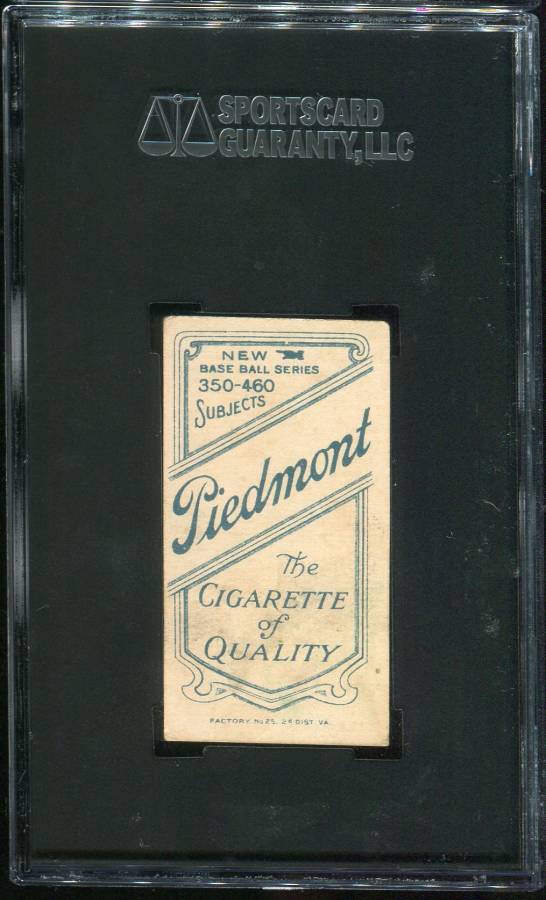 SPORTSCARD
GUARANTY, LLC
NEW
BASE BALL SERIES
350-460
SUBJECTS
Piedmont
The
CIGARETTE
of
QUALITY
FACTORY No 25. 2d DIST. VA.